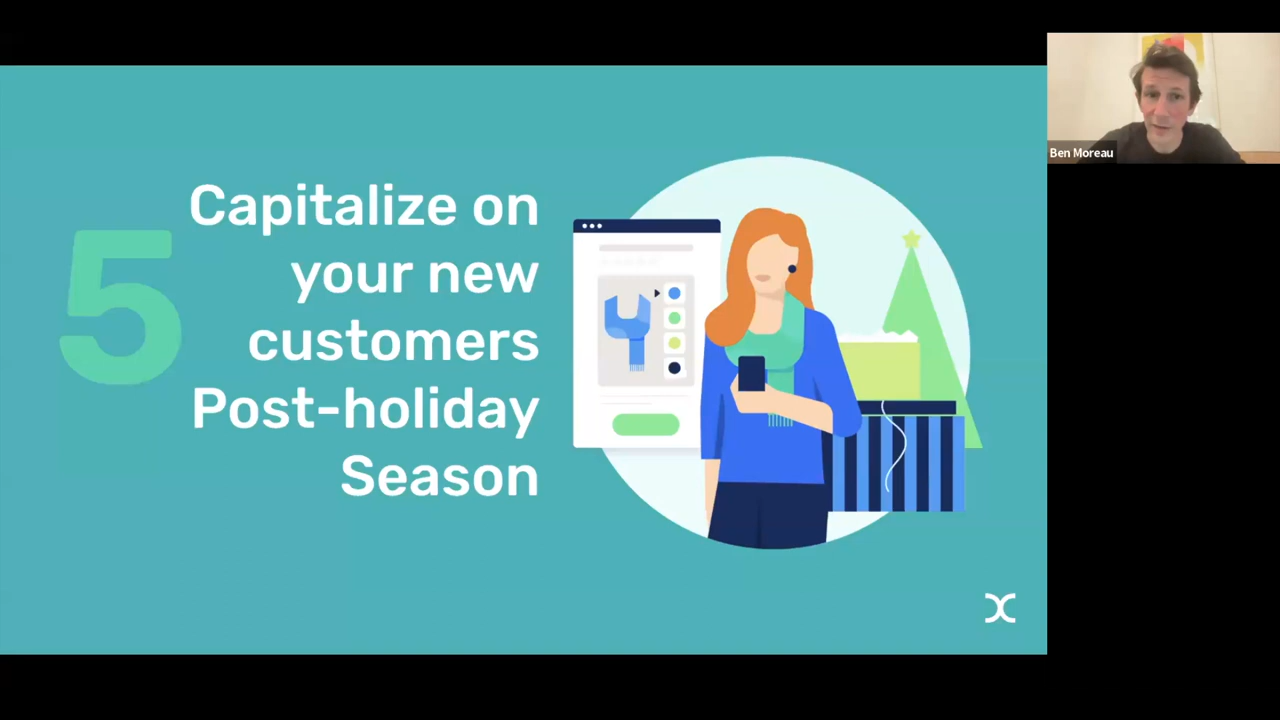 5
Capitalize on
your new
customers
Post-holiday
Season
Ben Moreau